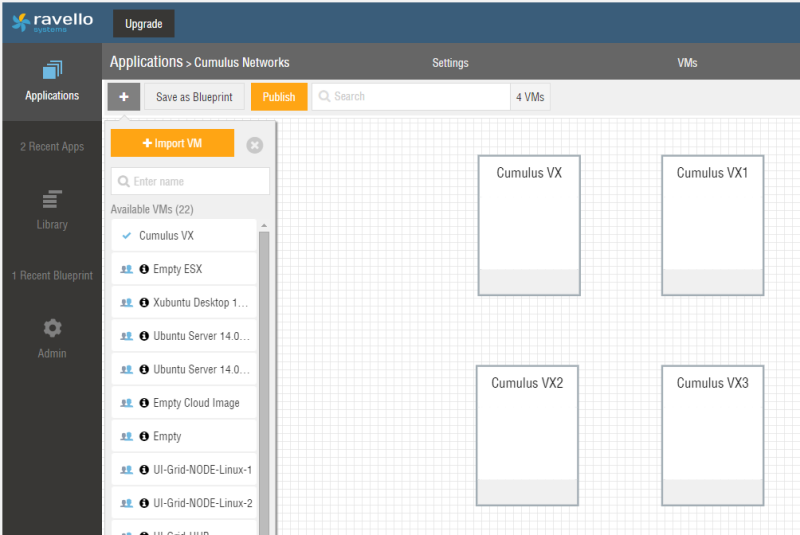 ravello
systems
Upgrade
Applications > Cumulus Networks
Settings
VMs
Applications
+
Save as Blueprint
Publish
Search
4 VMs
2 Recent Apps
Library
1 Recent Blueprint
Admin
+ Import VM
Enter name
Available VMs (22)
Cumulus VX
Empty ESX
Xubuntu Desktop 1...
Ubuntu Server 14.0...
Ubuntu Server 14.0...
Empty Cloud Image
Empty
UI-Grid-NODE-Linux-1
UI-Grid-NODE-Linux-2
UI-Grid-HUB
Cumulus VX
Cumulus VX1
Cumulus VX2
Cumulus VX3